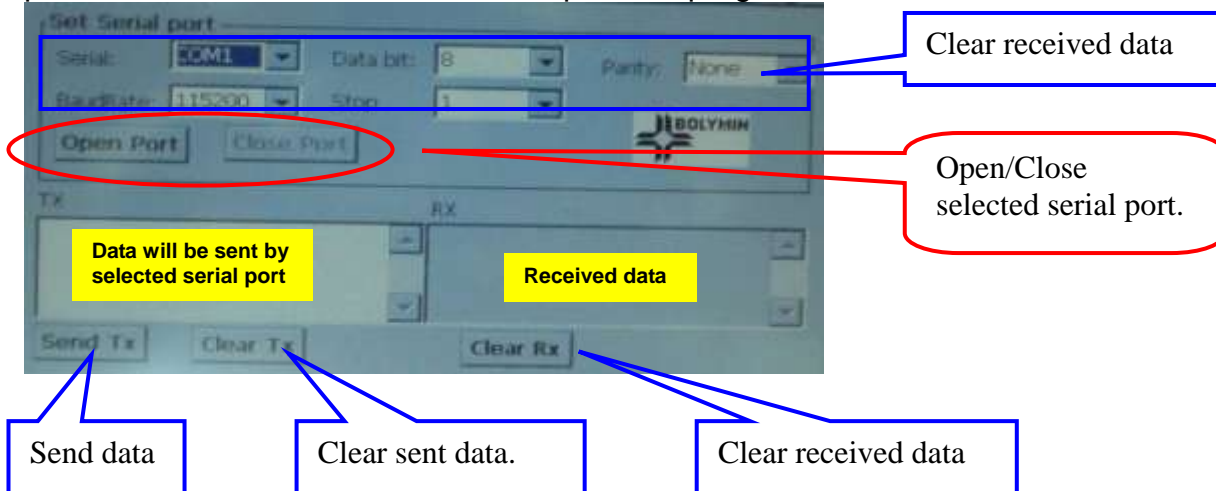 Set Serial port
Clear received data
Serial: COM1 Data bit: 8 Parity: None
BaudRate: 115200 Stop 1
BOLYMIN
Open Port Close Port
Open/Close
selected serial port.
TX RX
Data will be sent by
selected serial port
Received data
Send Tx Clear Tx Clear Rx
Send data Clear sent data. Clear received data